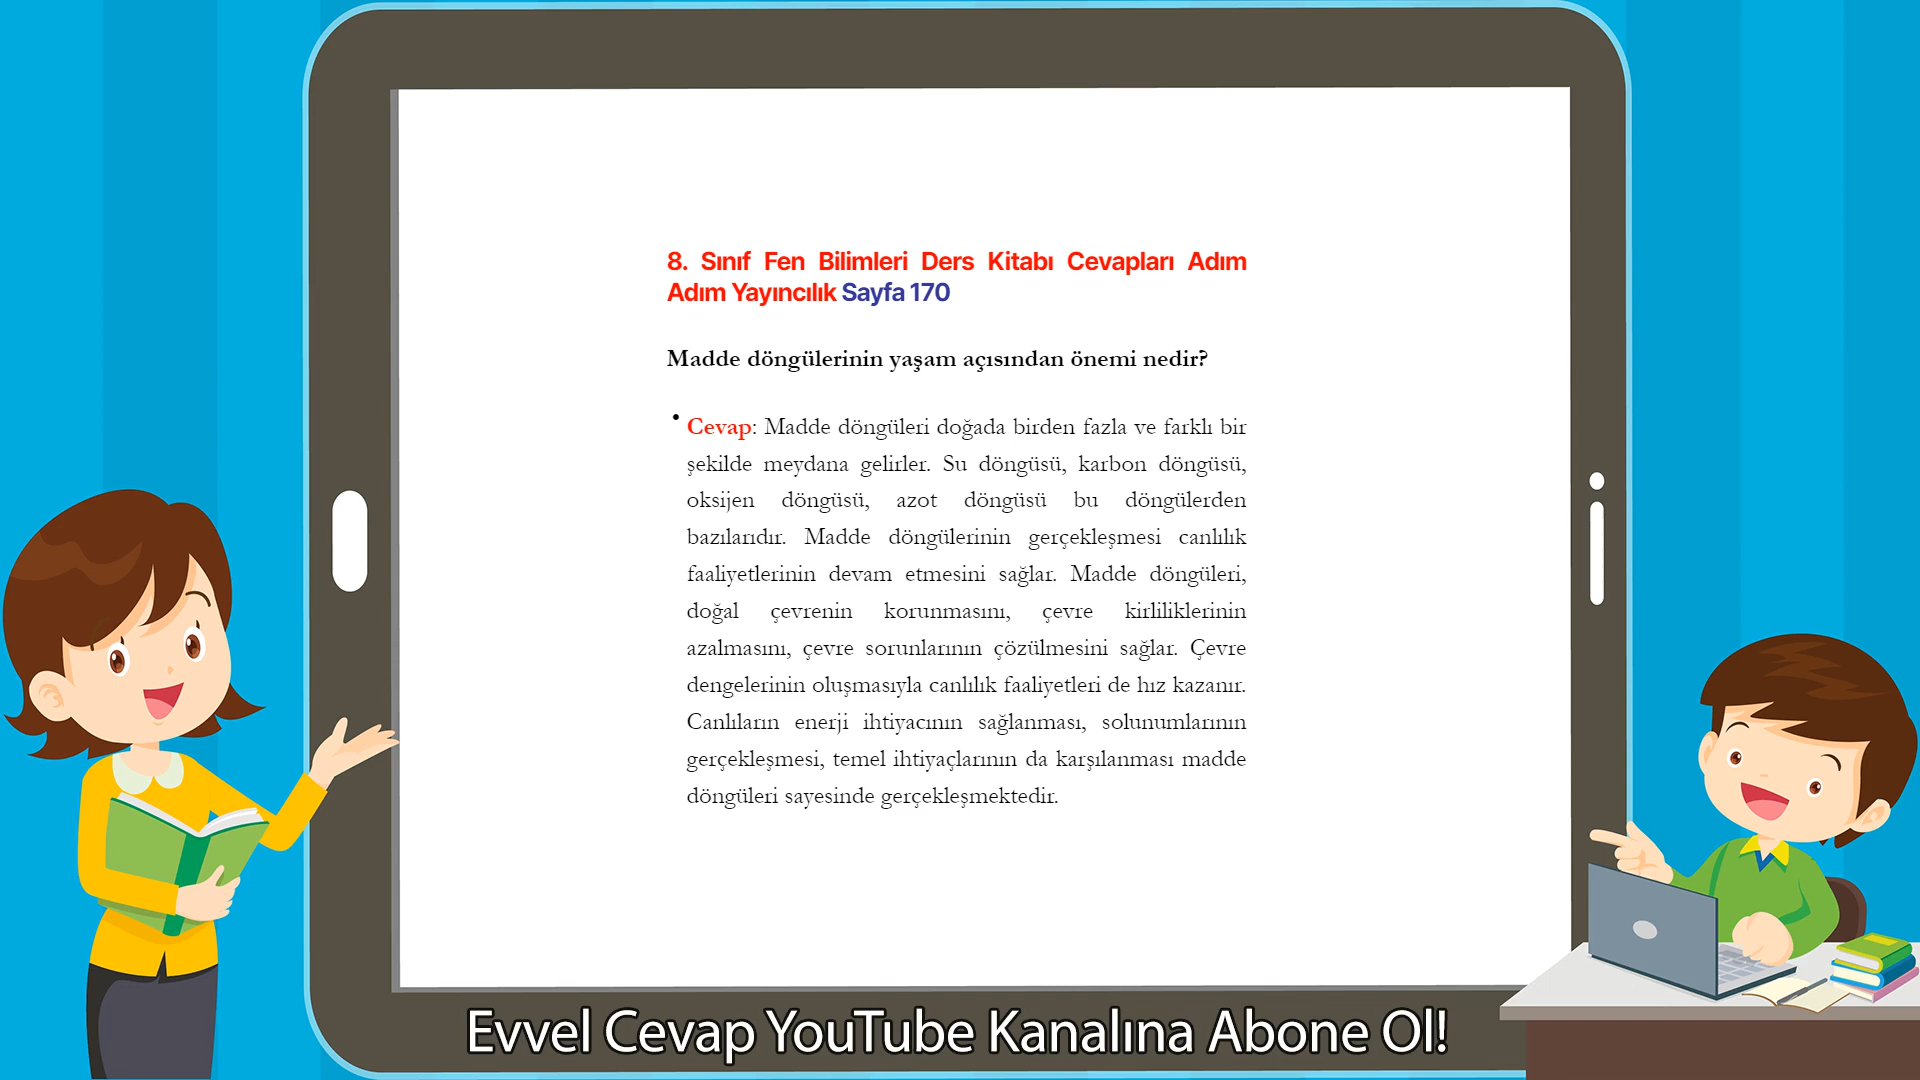 8. Sınıf Fen Bilimleri Ders Kitabı Cevapları Adım
Adım Yayıncılık Sayfa 170
Madde döngülerinin yaşam açısından önemi nedir?
• Cevap: Madde döngüleri doğada birden fazla ve farklı bir
şekilde meydana gelirler. Su döngüsü, karbon döngüsü,
oksijen döngüsü, azot döngüsü bu döngülerden
bazılarıdır. Madde döngülerinin gerçekleşmesi canlılık
faaliyetlerinin devam etmesini sağlar. Madde döngüleri,
doğal çevrenin korunmasını, çevre kirliliklerinin
azalmasını, çevre sorunlarının çözülmesini sağlar. Çevre
dengelerinin oluşmasıyla canlılık faaliyetleri de hız kazanır.
Canlıların enerji ihtiyacının sağlanması, solunumlarının
gerçekleşmesi, temel ihtiyaçlarının da karşılanması madde
döngüleri sayesinde gerçekleşmektedir.
Evvel Cevap YouTube Kanalına Abone Ol!